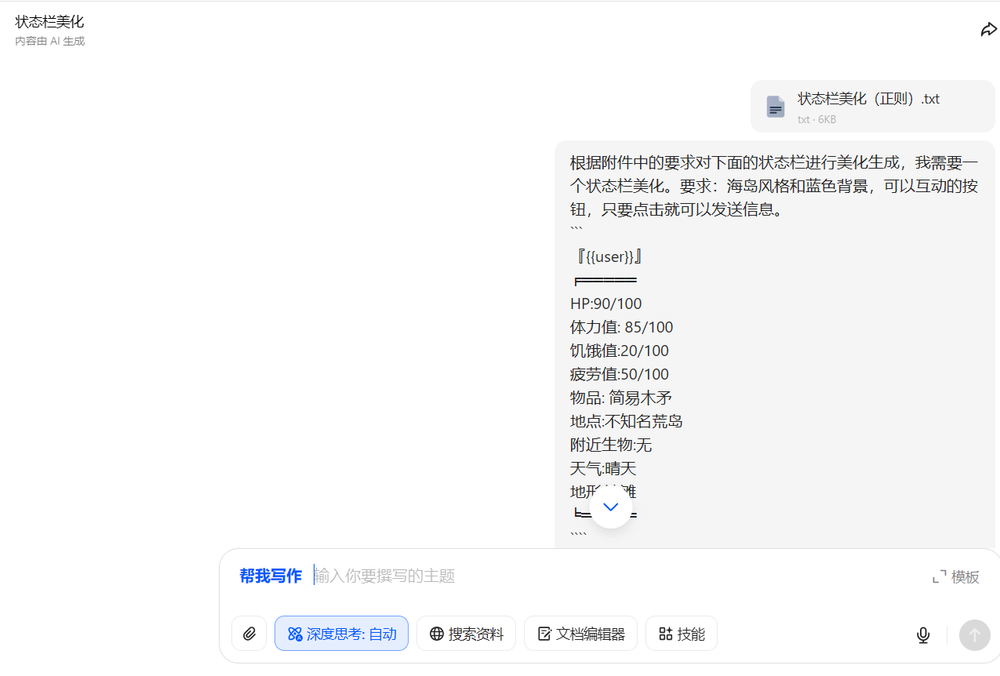 状态栏美化
内容由 AI 生成
状态栏美化（正则）.txt
txt · 6KB
根据附件中的要求对下面的状态栏进行美化生成，我需要一
个状态栏美化。要求：海岛风格和蓝色背景，可以互动的按
钮，只要点击就可以发送信息。
```
『{{user}}』
╒══════
HP:90/100
体力值: 85/100
饥饿值:20/100
疲劳值:50/100
物品: 简易木矛
地点:不知名荒岛
附近生物:无
天气:晴天
地形
````
帮我写作 输入你要撰写的主题
模板
深度思考: 自动
搜索资料
文档编辑器
技能